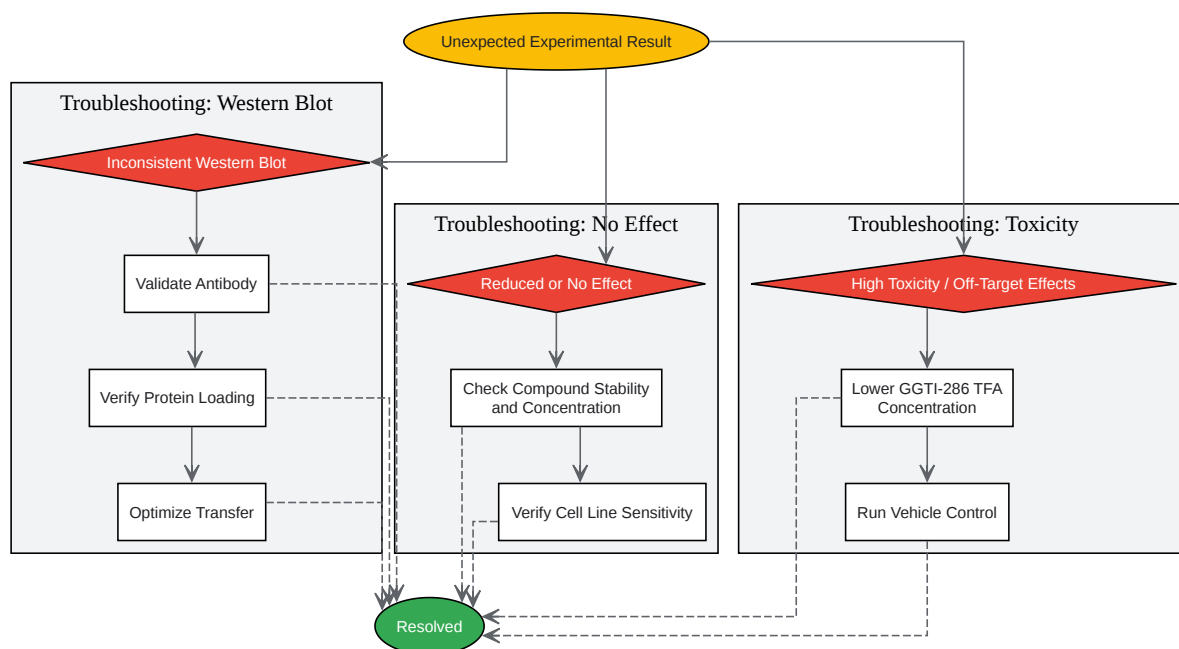 Unexpected Experimental Result
Troubleshooting: Western Blot
Inconsistent Western Blot
Validate Antibody
Verify Protein Loading
Optimize Transfer
Troubleshooting: No Effect
Reduced or No Effect
Check Compound Stability
and Concentration
Verify Cell Line Sensitivity
Troubleshooting: Toxicity
High Toxicity / Off-Target Effects
Lower GGTI-286 TFA
Concentration
Run Vehicle Control
Resolved